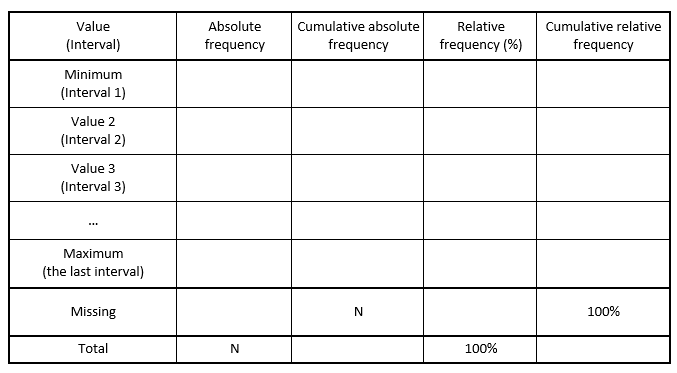 Value
(Interval)
Absolute
frequency
Cumulative absolute
frequency
Relative
frequency (%)
Cumulative relative
frequency
Minimum
(Interval 1)
Value 2
(Interval 2)
Value 3
(Interval 3)
...
Maximum
(the last interval)
Missing N 100%
Total N 100%